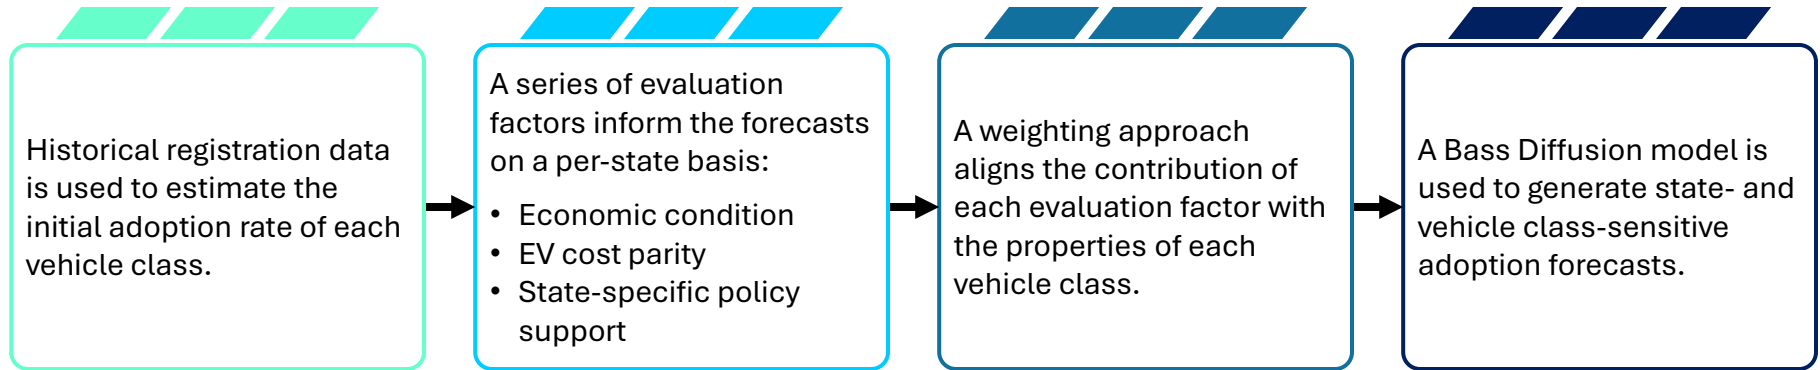 Historical registration data
is used to estimate the
initial adoption rate of each
vehicle class.
A series of evaluation
factors inform the forecasts
on a per-state basis:
• Economic condition
• EV cost parity
• State-specific policy
support
A weighting approach
aligns the contribution of
each evaluation factor with
the properties of each
vehicle class.
A Bass Diffusion model is
used to generate state- and
vehicle class-sensitive
adoption forecasts.